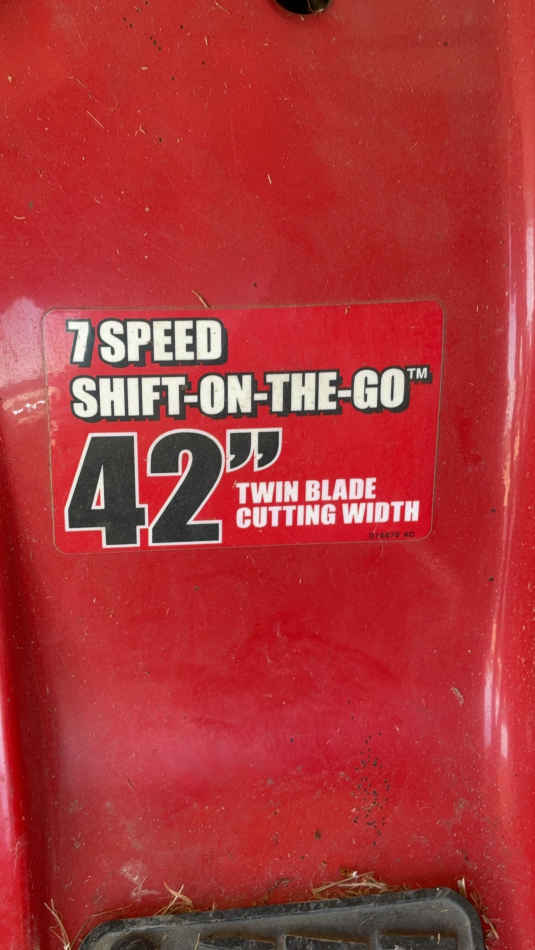 7 SPEED
SHIFT-ON-THE-GO™
42”
TWIN BLADE
CUTTING WIDTH